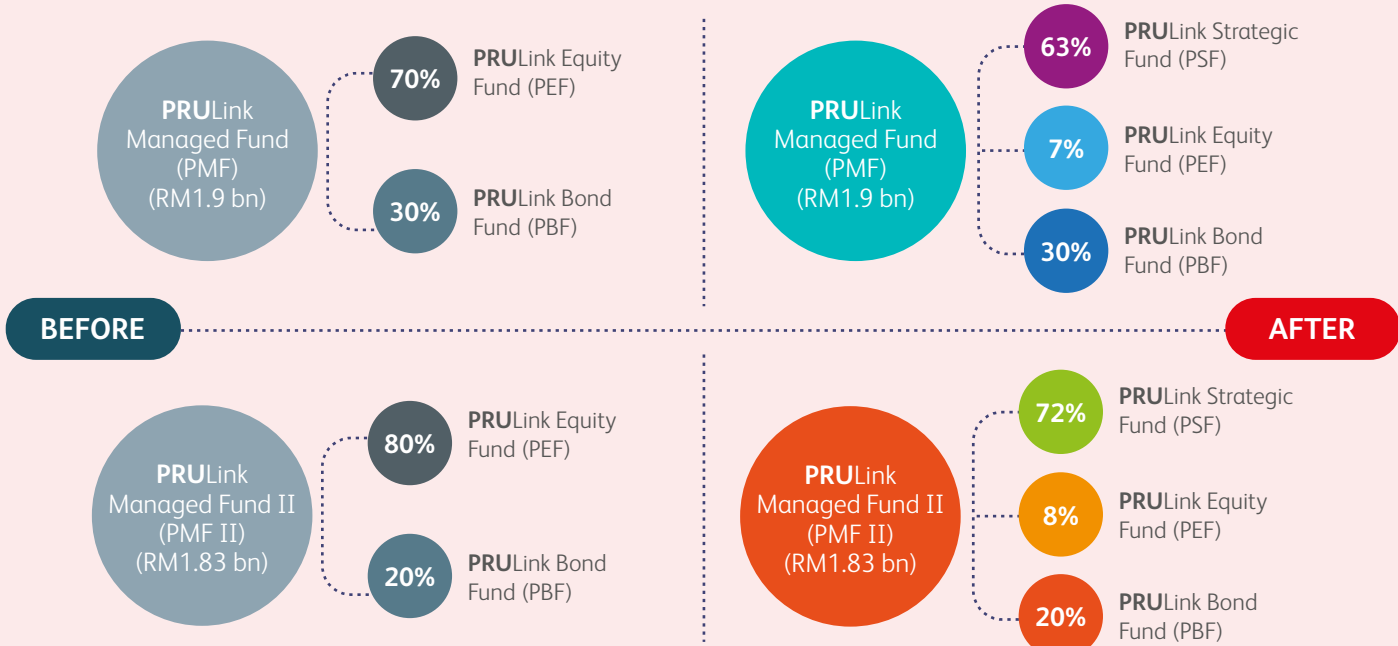 PRULink
Managed Fund
(PMF)
(RM1.9 bn)
70%
PRULink Equity
Fund (PEF)
30%
PRULink Bond
Fund (PBF)
PRULink
Managed Fund
(PMF)
(RM1.9 bn)
63%
PRULink Strategic
Fund (PSF)
7%
PRULink Equity
Fund (PEF)
30%
PRULink Bond
Fund (PBF)
BEFORE
AFTER
PRULink
Managed Fund II
(PMF II)
(RM1.83 bn)
80%
PRULink Equity
Fund (PEF)
20%
PRULink Bond
Fund (PBF)
PRULink
Managed Fund II
(PMF II)
(RM1.83 bn)
72%
PRULink Strategic
Fund (PSF)
8%
PRULink Equity
Fund (PEF)
20%
PRULink Bond
Fund (PBF)